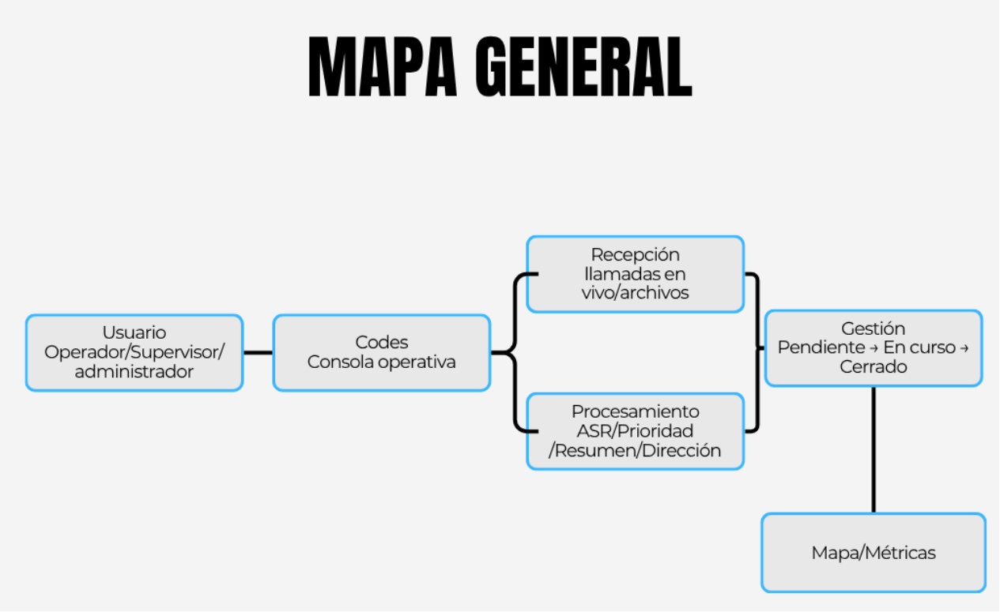 MAPA GENERAL
Usuario
Operador/Supervisor/
administrador
Codes
Consola operativa
Recepción
llamadas en
vivo/archivos
Procesamiento
ASR/Prioridad
/Resumen/Dirección
Gestión
Pendiente → En curso →
Cerrado
Mapa/Métricas